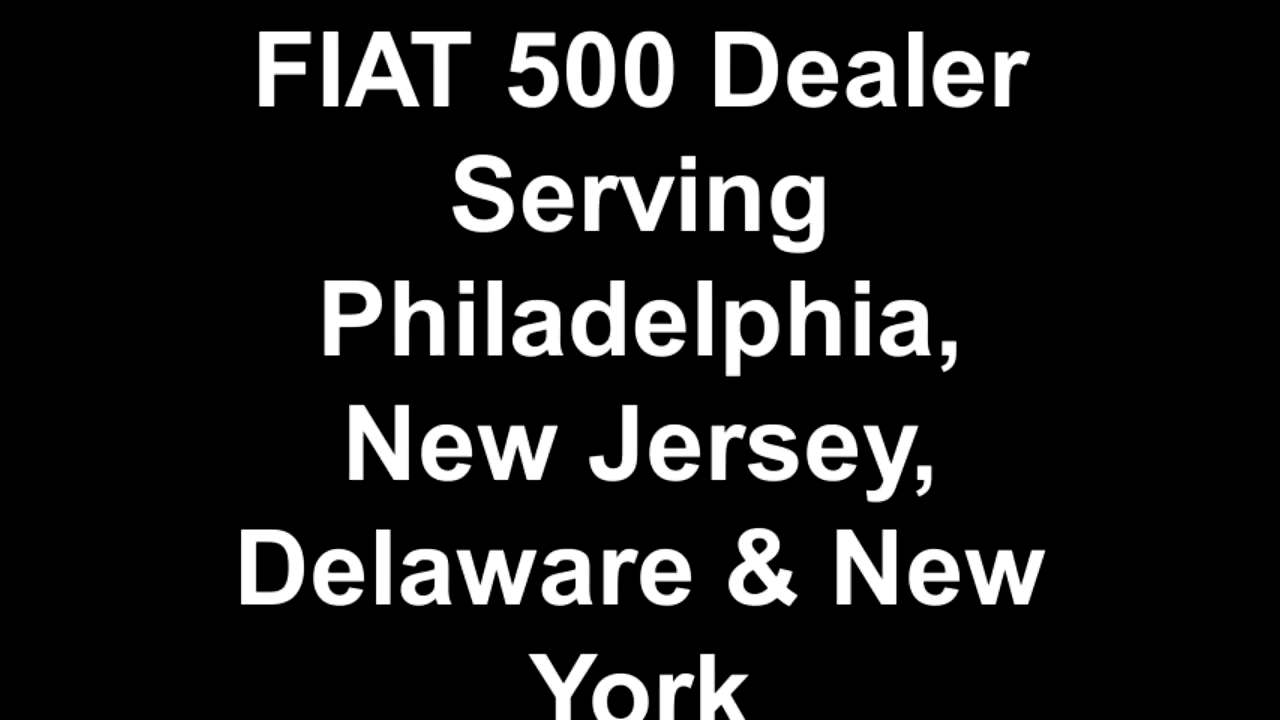 FIAT 500 Dealer
Serving
Philadelphia,
New Jersey,
Delaware & New
York